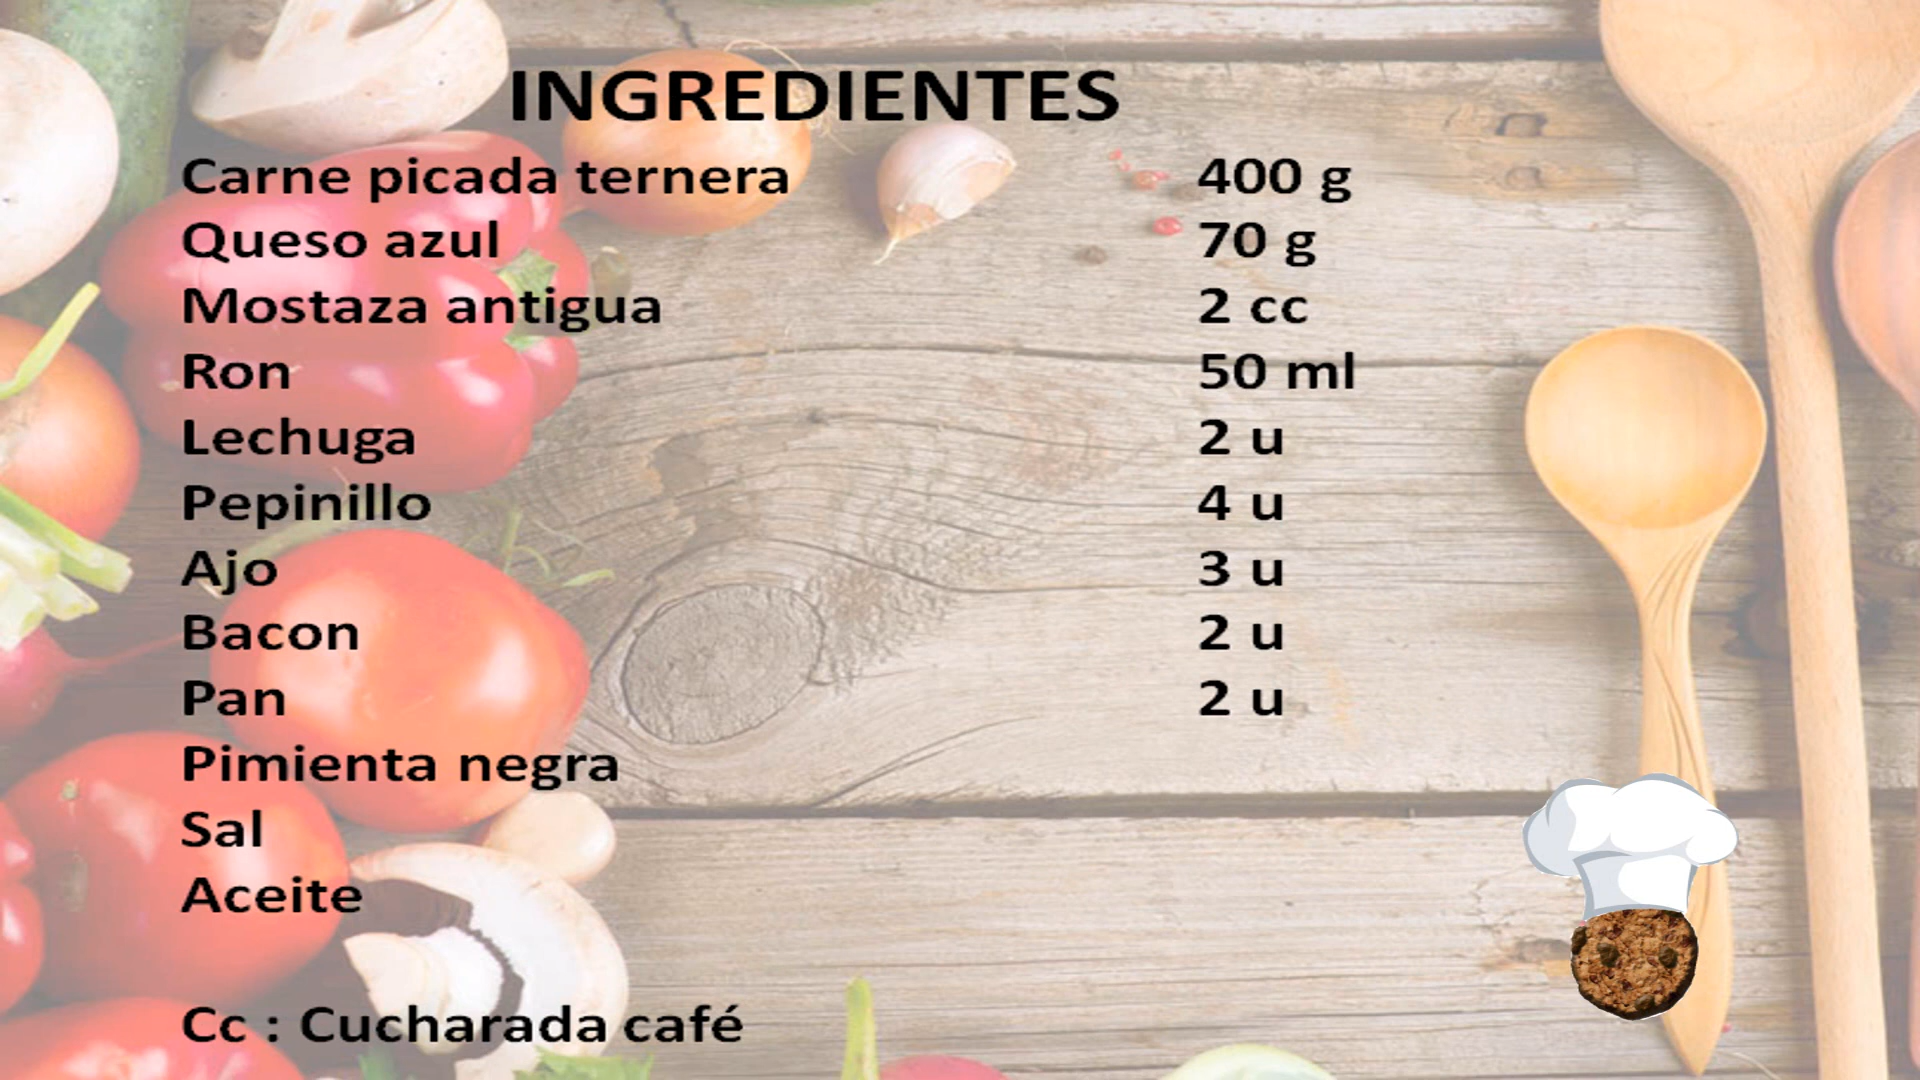 INGREDIENTES
Carne picada ternera 400 g
Queso azul 70 g
Mostaza antigua 2 cc
Ron 50 ml
Lechuga 2 u
Pepinillo 4 u
Ajo 3 u
Bacon 2 u
Pan 2 u
Pimienta negra
Sal
Aceite
Cc : Cucharada café